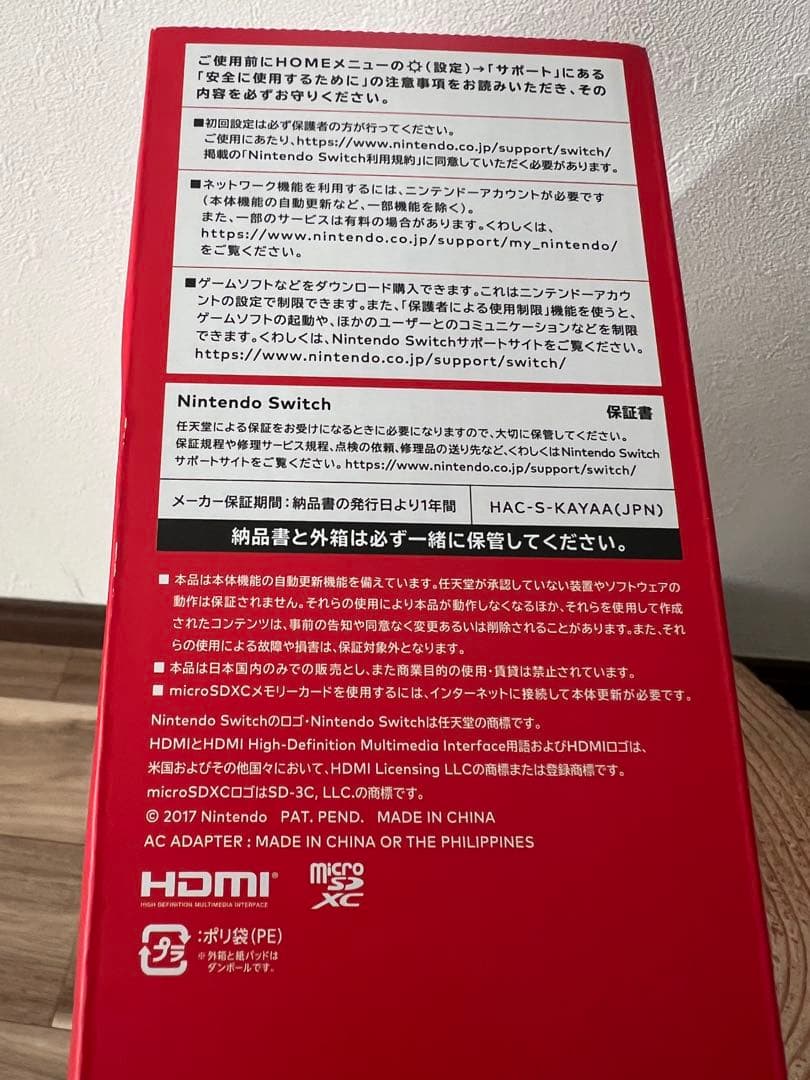 ご使用前にHOMEメニューの(設定)→「サポート」にある
「安全に使用するために」の注意事項をお読みいただき、その
内容を必ずお守りください。
■初回設定は必ず保護者の方が行ってください。
ご使用にあたり、https://www.nintendo.co.jp/support/switch/
掲載の「Nintendo Switch利用規約」に同意していただく必要があります。
■ネットワーク機能を利用するには、ニンテンドーアカウントが必要です
(本体機能の自動更新など、一部機能を除く)。
また、一部のサービスは有料の場合があります。くわしくは、
https://www.nintendo.co.jp/support/my_nintendo/
をご覧ください。
■ゲームソフトなどをダウンロード購入できます。これはニンテンドーアカウ
ントの設定で制限できます。また、「保護者による使用制限」機能を使うと、
ゲームソフトの起動や、ほかのユーザーとのコミュニケーションなどを制限
できます。くわしくは、Nintendo Switchサポートサイトをご覧ください。
https://www.nintendo.co.jp/support/switch/
Nintendo Switch 保証書
任天堂による保証をお受けになるときに必要になりますので、大切に保管してください。
保証規程や修理サービス規程、点検の依頼、修理品の送り先など、くわしくはNintendo Switch
サポートサイトをご覧ください。https://www.nintendo.co.jp/support/switch/
メーカー保証期間:納品書の発行日より1年間 HAC-S-KAYAA(JPN)
納品書と外箱は必ず一緒に保管してください。
■ 本品は本体機能の自動更新機能を備えています。任天堂が承認していない装置やソフトウェアの
動作は保証されません。それらの使用により本品が動作しなくなるほか、それらを使用して作成
されたコンテンツは、事前の告知や同意なく変更あるいは削除されることがあります。また、それ
らの使用による故障や損害は、保証対象外となります。
■ 本品は日本国内のみでの販売とし、また商業目的の使用・賃貸は禁止されています。
■ microSDXCメモリーカードを使用するには、インターネットに接続して本体更新が必要です。
Nintendo Switchのロゴ・Nintendo Switchは任天堂の商標です。
HDMIとHDMI High-Definition Multimedia Interface用語およびHDMIロゴは、
米国およびその他国々において、HDMI Licensing LLCの商標または登録商標です。
microSDXCロゴはSD-3C, LLC.の商標です。
© 2017 Nintendo PAT. PEND. MADE IN CHINA
AC ADAPTER : MADE IN CHINA OR THE PHILIPPINES
HDMI®
HIGH DEFINITION MULTIMEDIA INTERFACE
micro
SD
XC
プラ
:ポリ袋(PE)
※外箱と紙パッドは
ダンボールです。